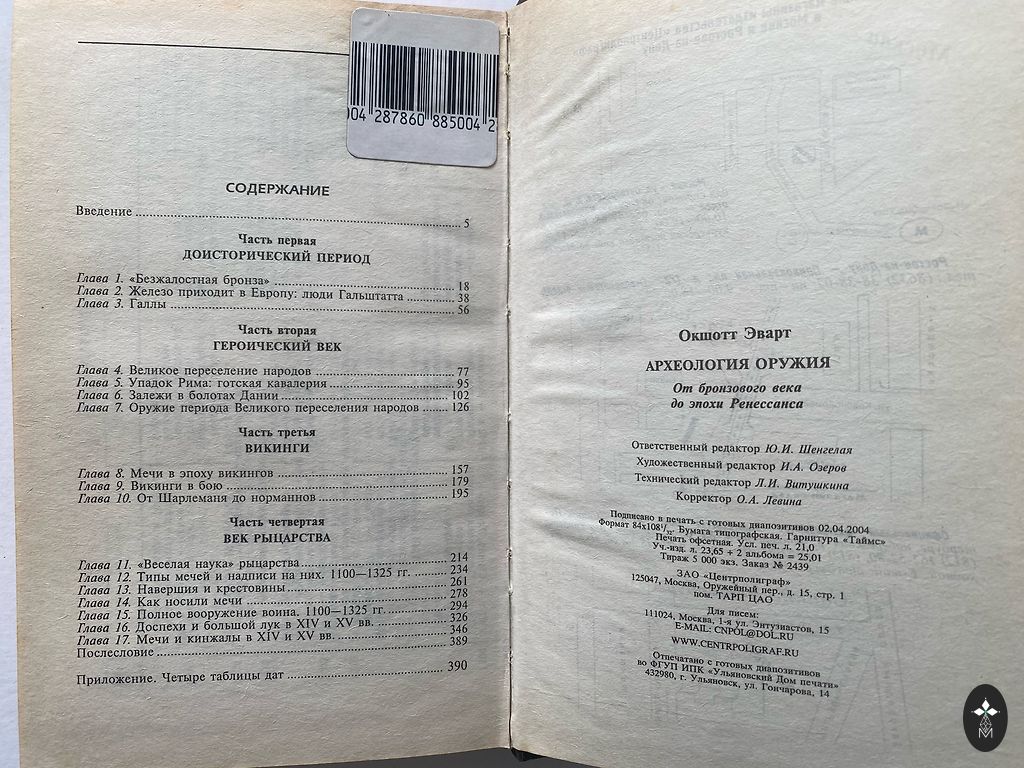 004 287860 885004 2
СОДЕРЖАНИЕ
Введение 5
Часть первая
ДОИСТОРИЧЕСКИЙ ПЕРИОД
Глава 1. «Безжалостная бронза» 18
Глава 2. Железо приходит в Европу: люди Гальштатта 38
Глава 3. Галлы 56
Часть вторая
ГЕРОИЧЕСКИЙ ВЕК
Глава 4. Великое переселение народов 77
Глава 5. Упадок Рима: готская кавалерия 95
Глава 6. Залежи в болотах Дании 102
Глава 7. Оружие периода Великого переселения народов 126
Часть третья
ВИКИНГИ
Глава 8. Мечи в эпоху викингов 157
Глава 9. Викинги в бою 179
Глава 10. От Шарлеманя до норманнов 195
Часть четвертая
ВЕК РЫЦАРСТВА
Глава 11. «Веселая наука» рыцарства 214
Глава 12. Типы мечей и надписи на них. 1100—1325 гг. 234
Глава 13. Навершия и крестовины 261
Глава 14. Как носили мечи 278
Глава 15. Полное вооружение воина. 1100—1325 гг. 294
Глава 16. Доспехи и большой лук в XIV и XV вв. 326
Глава 17. Мечи и кинжалы в XIV и XV вв. 346
Послесловие 389
Приложение. Четыре таблицы дат 390
Окшотт Эварт
АРХЕОЛОГИЯ ОРУЖИЯ
От бронзового века
до эпохи Ренессанса
Ответственный редактор Ю.И. Шенгелая
Художественный редактор И.А. Озеров
Технический редактор Л.И. Витушкина
Корректор О.А. Левина
Подписано в печать с готовых диапозитивов 02.04.2004
Формат 84x108 1/32. Бумага типографская. Гарнитура «Таймс»
Печать офсетная. Усл. печ. л. 21,0
Уч.-изд. л. 23,65 + 2 альбома = 25,01
Тираж 5 000 экз. Заказ № 2439
ЗАО «Центрполиграф»
125047, Москва, Оружейный пер., д. 15, стр. 1
пом. ТАРП ЦАО
Для писем:
111024, Москва, 1-я ул. Энтузиастов, 15
E-MAIL: CNPOL@DOL.RU
WWW.CENTRPOLIGRAF.RU
Отпечатано с готовых диапозитивов
во ФГУП ИПК «Ульяновский Дом печати»
432980, г. Ульяновск, ул. Гончарова, 14
М